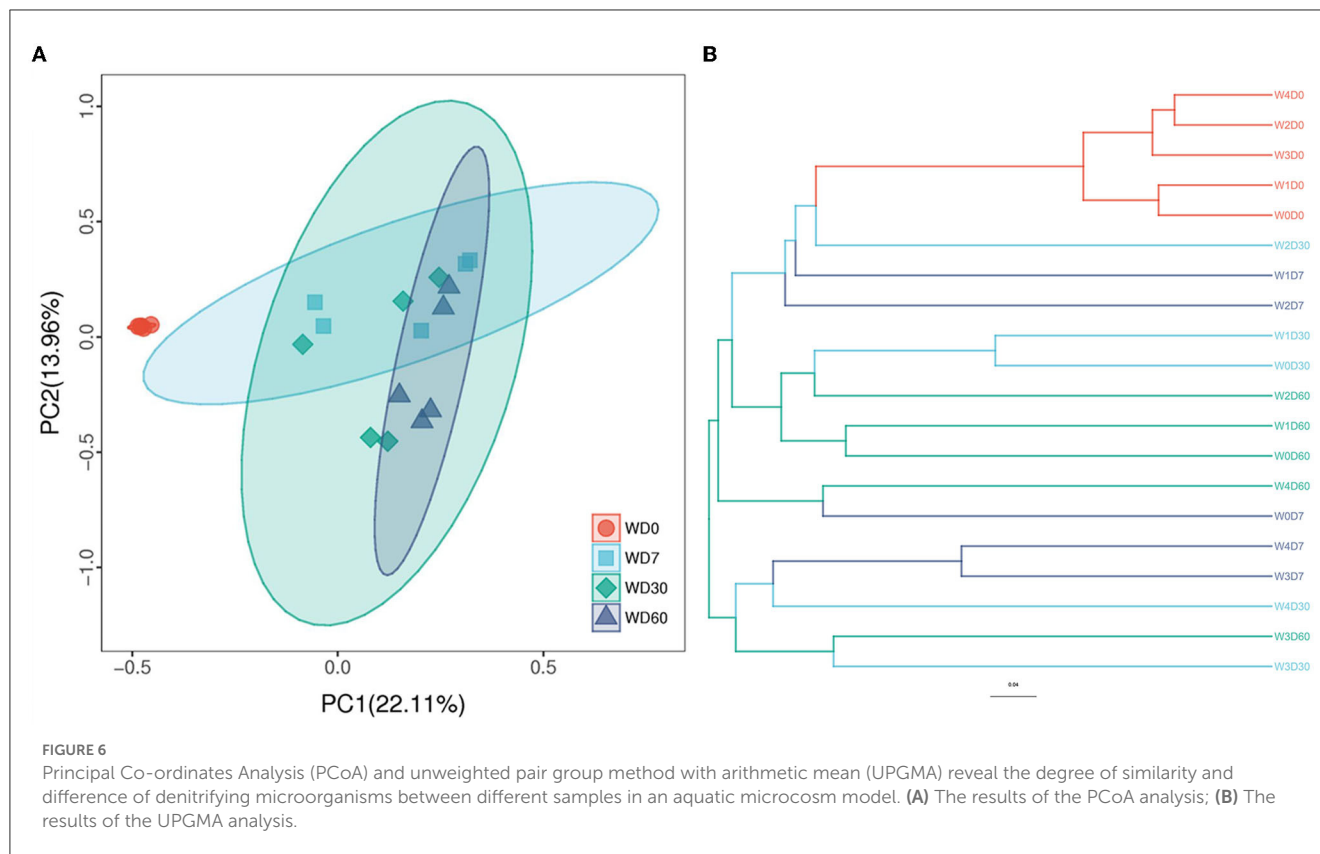 A
B
1.0
0.5
0.0
−0.5
−1.0
PC2(13.96%)
−0.5
0.0
0.5
PC1(22.11%)
WD0
WD7
WD30
WD60
W4D0
W2D0
W3D0
W1D0
W0D0
W2D30
W1D7
W2D7
W1D30
W0D30
W2D60
W1D60
W0D60
W4D60
W0D7
W4D7
W3D7
W4D30
W3D60
W3D30
0.04
FIGURE 6
Principal Co-ordinates Analysis (PCoA) and unweighted pair group method with arithmetic mean (UPGMA) reveal the degree of similarity and
difference of denitrifying microorganisms between different samples in an aquatic microcosm model. (A) The results of the PCoA analysis; (B) The
results of the UPGMA analysis.